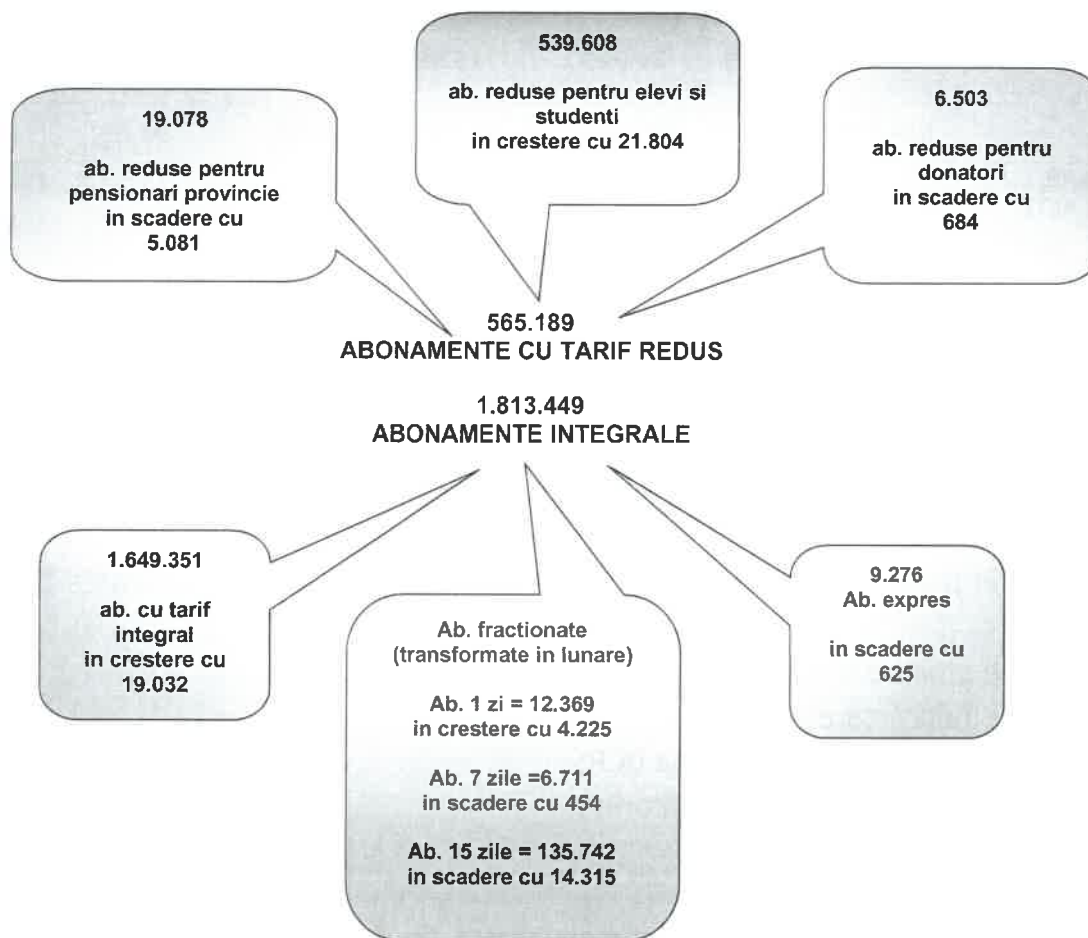 539.608
ab. reduse pentru elevi si
studenti
in crestere cu 21.804
19.078
ab. reduse pentru
pensionari provincie
in scadere cu
5.081
6.503
ab. reduse pentru
donatori
in scadere cu
684
565.189
ABONAMENTE CU TARIF REDUS
1.813.449
ABONAMENTE INTEGRALE
1.649.351
ab. cu tarif
integral
in crestere cu
19.032
Ab. fractionate
(transformate in lunare)
Ab. 1 zi = 12.369
in crestere cu 4.225
Ab. 7 zile =6.711
in scadere cu 454
Ab. 15 zile = 135.742
in scadere cu 14.315
9.276
Ab. expres
in scadere cu
625